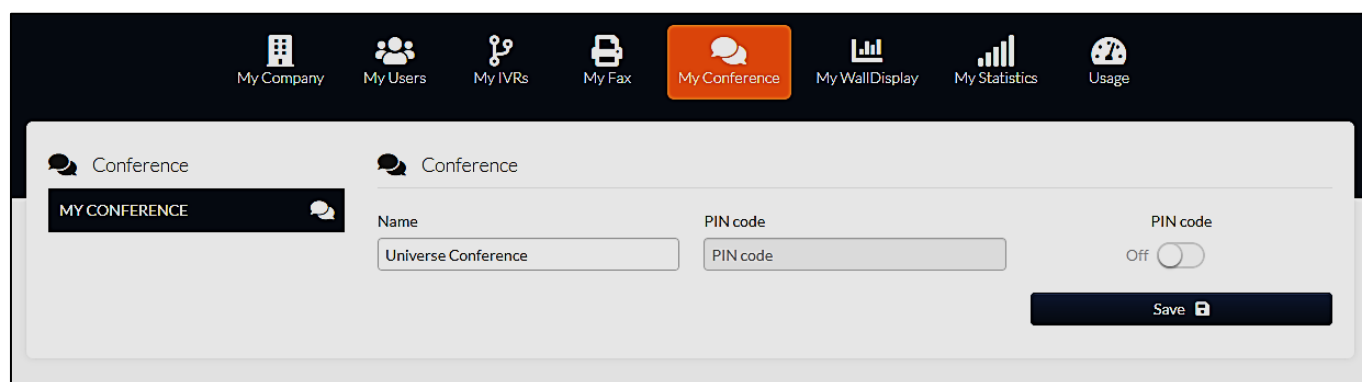 My Company My Users My IVRs My Fax My Conference My WallDisplay My Statistics Usage
Conference
MY CONFERENCE
Conference
Name PIN code PIN code
Universe Conference PIN code Off
Save